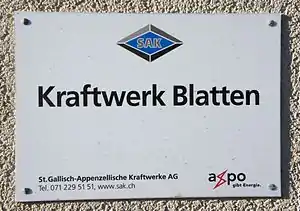 SAK
Kraftwerk Blatten
St.Gallisch-Appenzellische Kraftwerke AG
Tel. 071 229 51 51, www.sak.ch
axpo
gibt Energie.